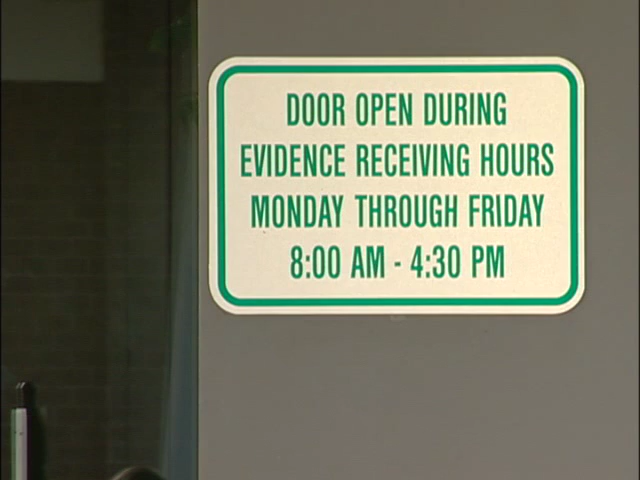 DOOR OPEN DURING
EVIDENCE RECEIVING HOURS
MONDAY THROUGH FRIDAY
8:00 AM - 4:30 PM